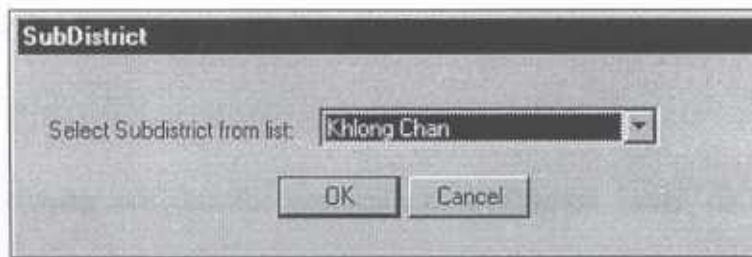 SubDistrict
Select Subdistrict from list:
Khlong Chan
OK Cancel